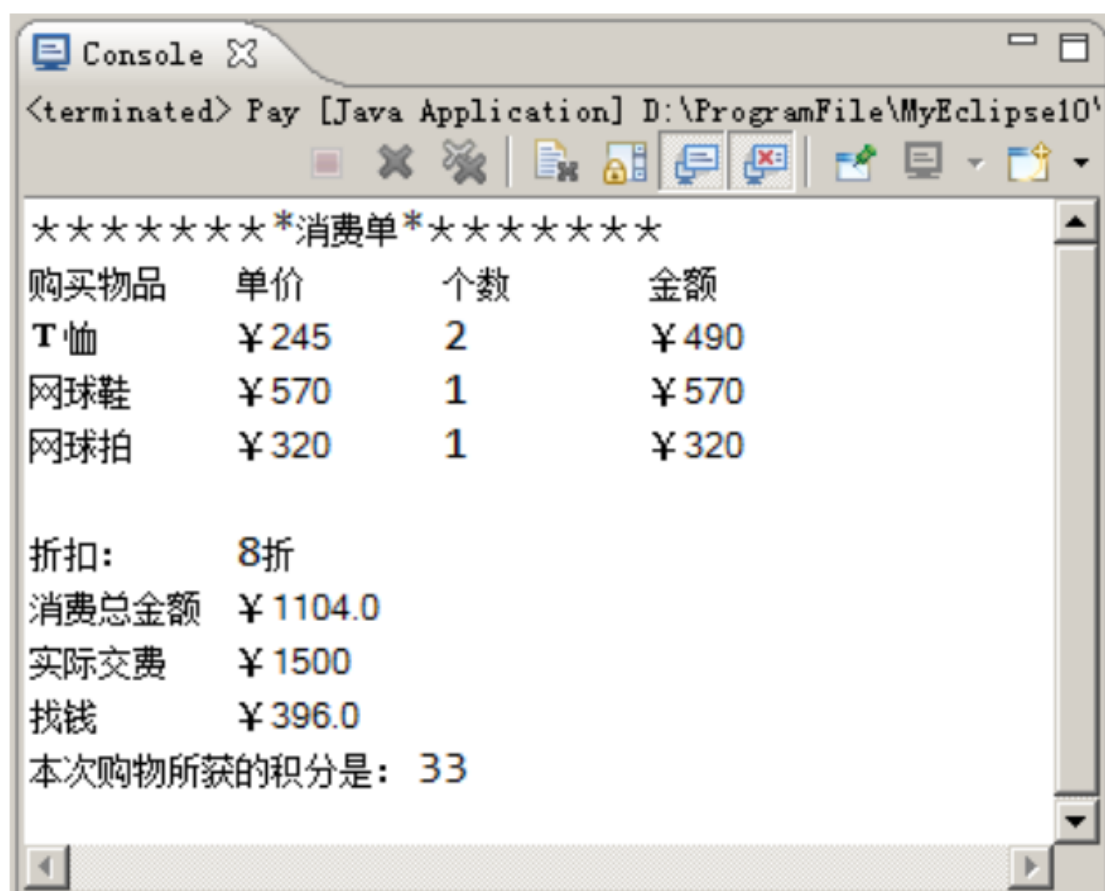 Console
<terminated> Pay [Java Application] D:\ProgramFile\MyEclipse10\
★★★★★★★*消费单*★★★★★★★
购买物品 单价 个数 金额
T恤 ￥245 2 ￥490
网球鞋 ￥570 1 ￥570
网球拍 ￥320 1 ￥320
折扣： 8折
消费总金额 ￥1104.0
实际交费 ￥1500
找钱 ￥396.0
本次购物所获的积分是： 33